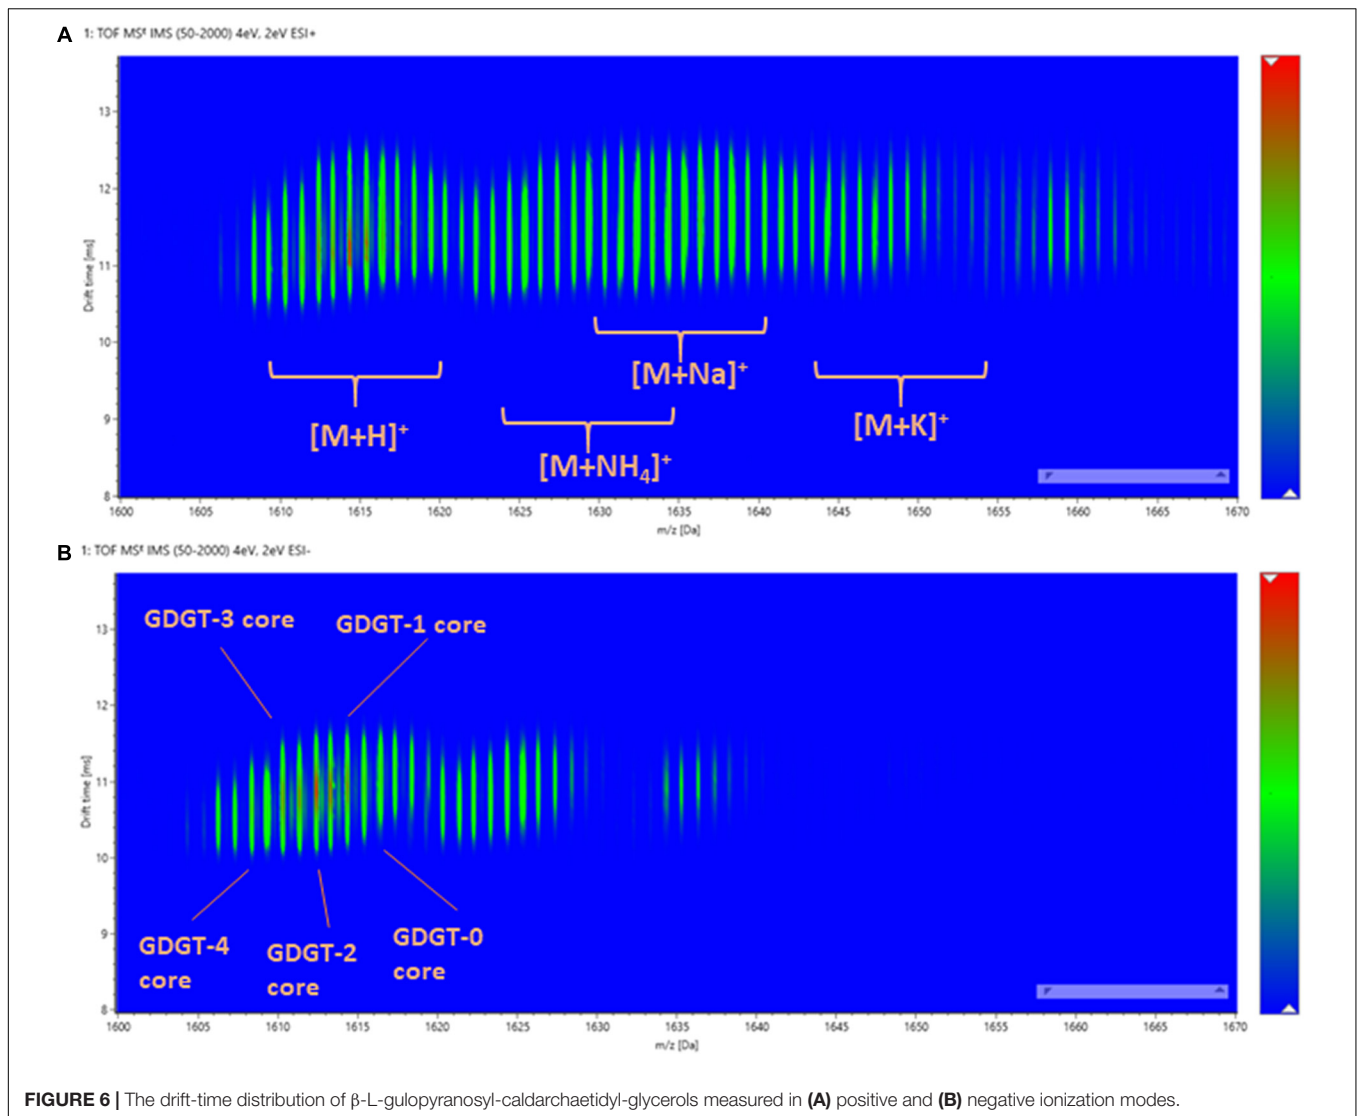 A 1: TOF MSᴱ IMS (50-2000) 4eV, 2eV ESI+
13
12
11
10
9
8
Drift time [ms]
[M+H]⁺
[M+NH₄]⁺
[M+Na]⁺
[M+K]⁺
1600 1605 1610 1615 1620 1625 1630 1635 1640 1645 1650 1655 1660 1665 1670
m/z [Da]
B 1: TOF MSᴱ IMS (50-2000) 4eV, 2eV ESI-
13
12
11
10
9
8
Drift time [ms]
GDGT-3 core
GDGT-1 core
GDGT-4
core
GDGT-2
core
GDGT-0
core
1600 1605 1610 1615 1620 1625 1630 1635 1640 1645 1650 1655 1660 1665 1670
m/z [Da]
FIGURE 6 | The drift-time distribution of β-L-gulopyranosyl-caldarchaetidyl-glycerols measured in (A) positive and (B) negative ionization modes.